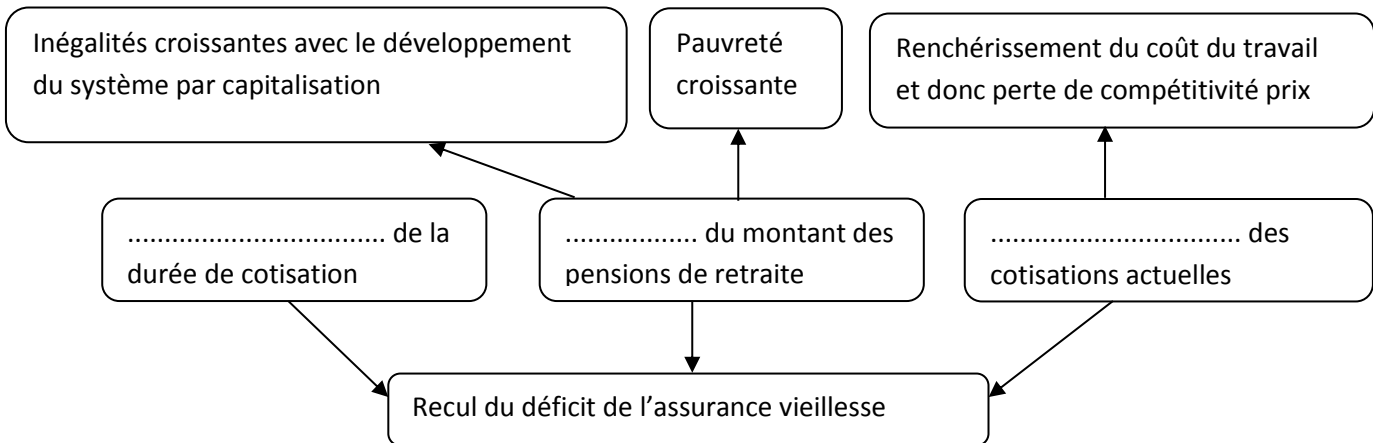 Inégalités croissantes avec le développement
du système par capitalisation
Pauvreté
croissante
Renchérissement du coût du travail
et donc perte de compétitivité prix
.................................. de la
durée de cotisation
.................. du montant des
pensions de retraite
................................. des
cotisations actuelles
Recul du déficit de l’assurance vieillesse